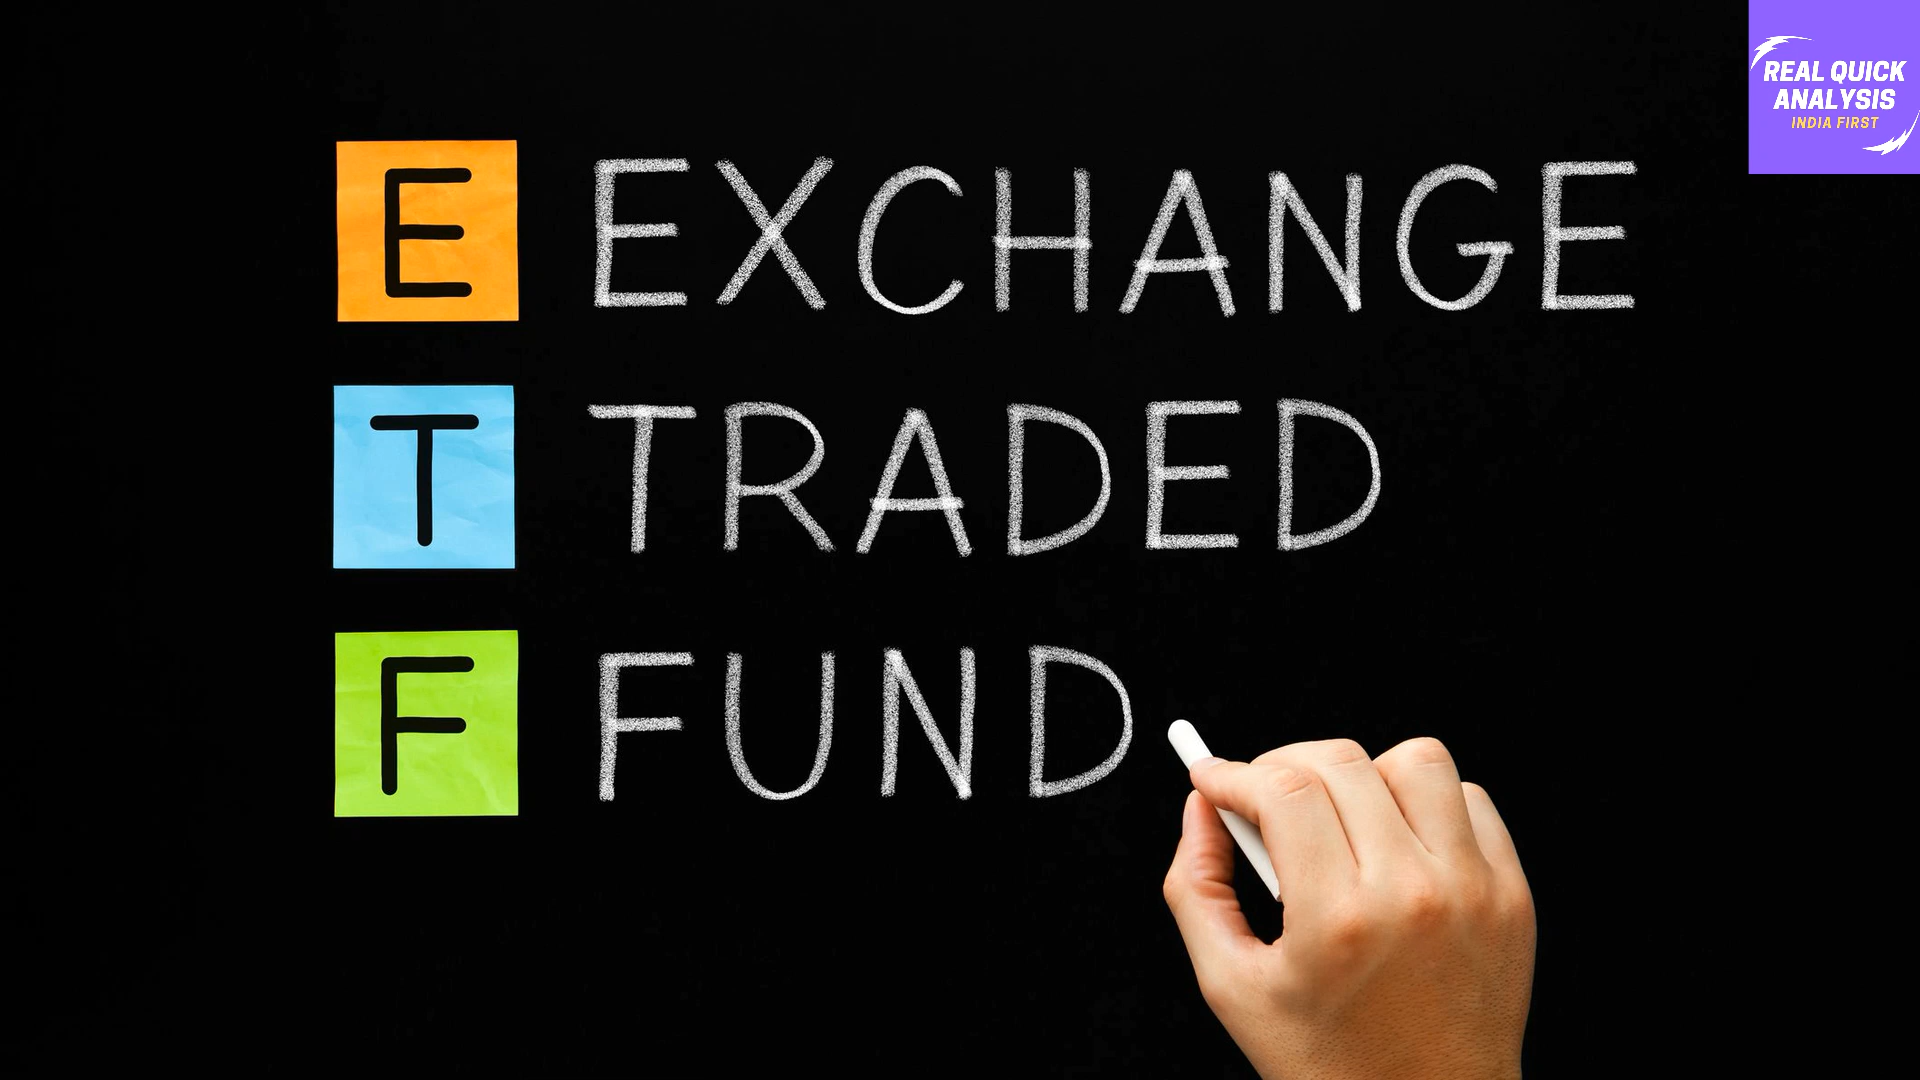 E EXCHANGE
T TRADED
F FUND
REAL QUICK
ANALYSIS
INDIA FIRST